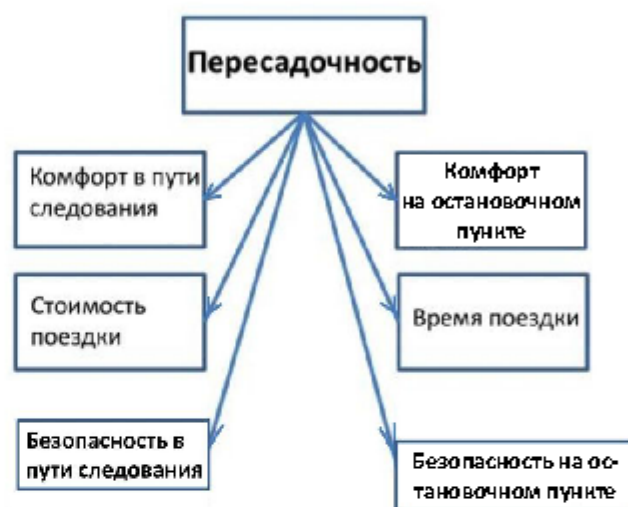 Пересадочность
Комфорт в пути
следования
Комфорт
на остановочном
пункте
Стоимость
поездки
Время поездки
Безопасность в
пути следования
Безопасность на ос-
тановочном пункте